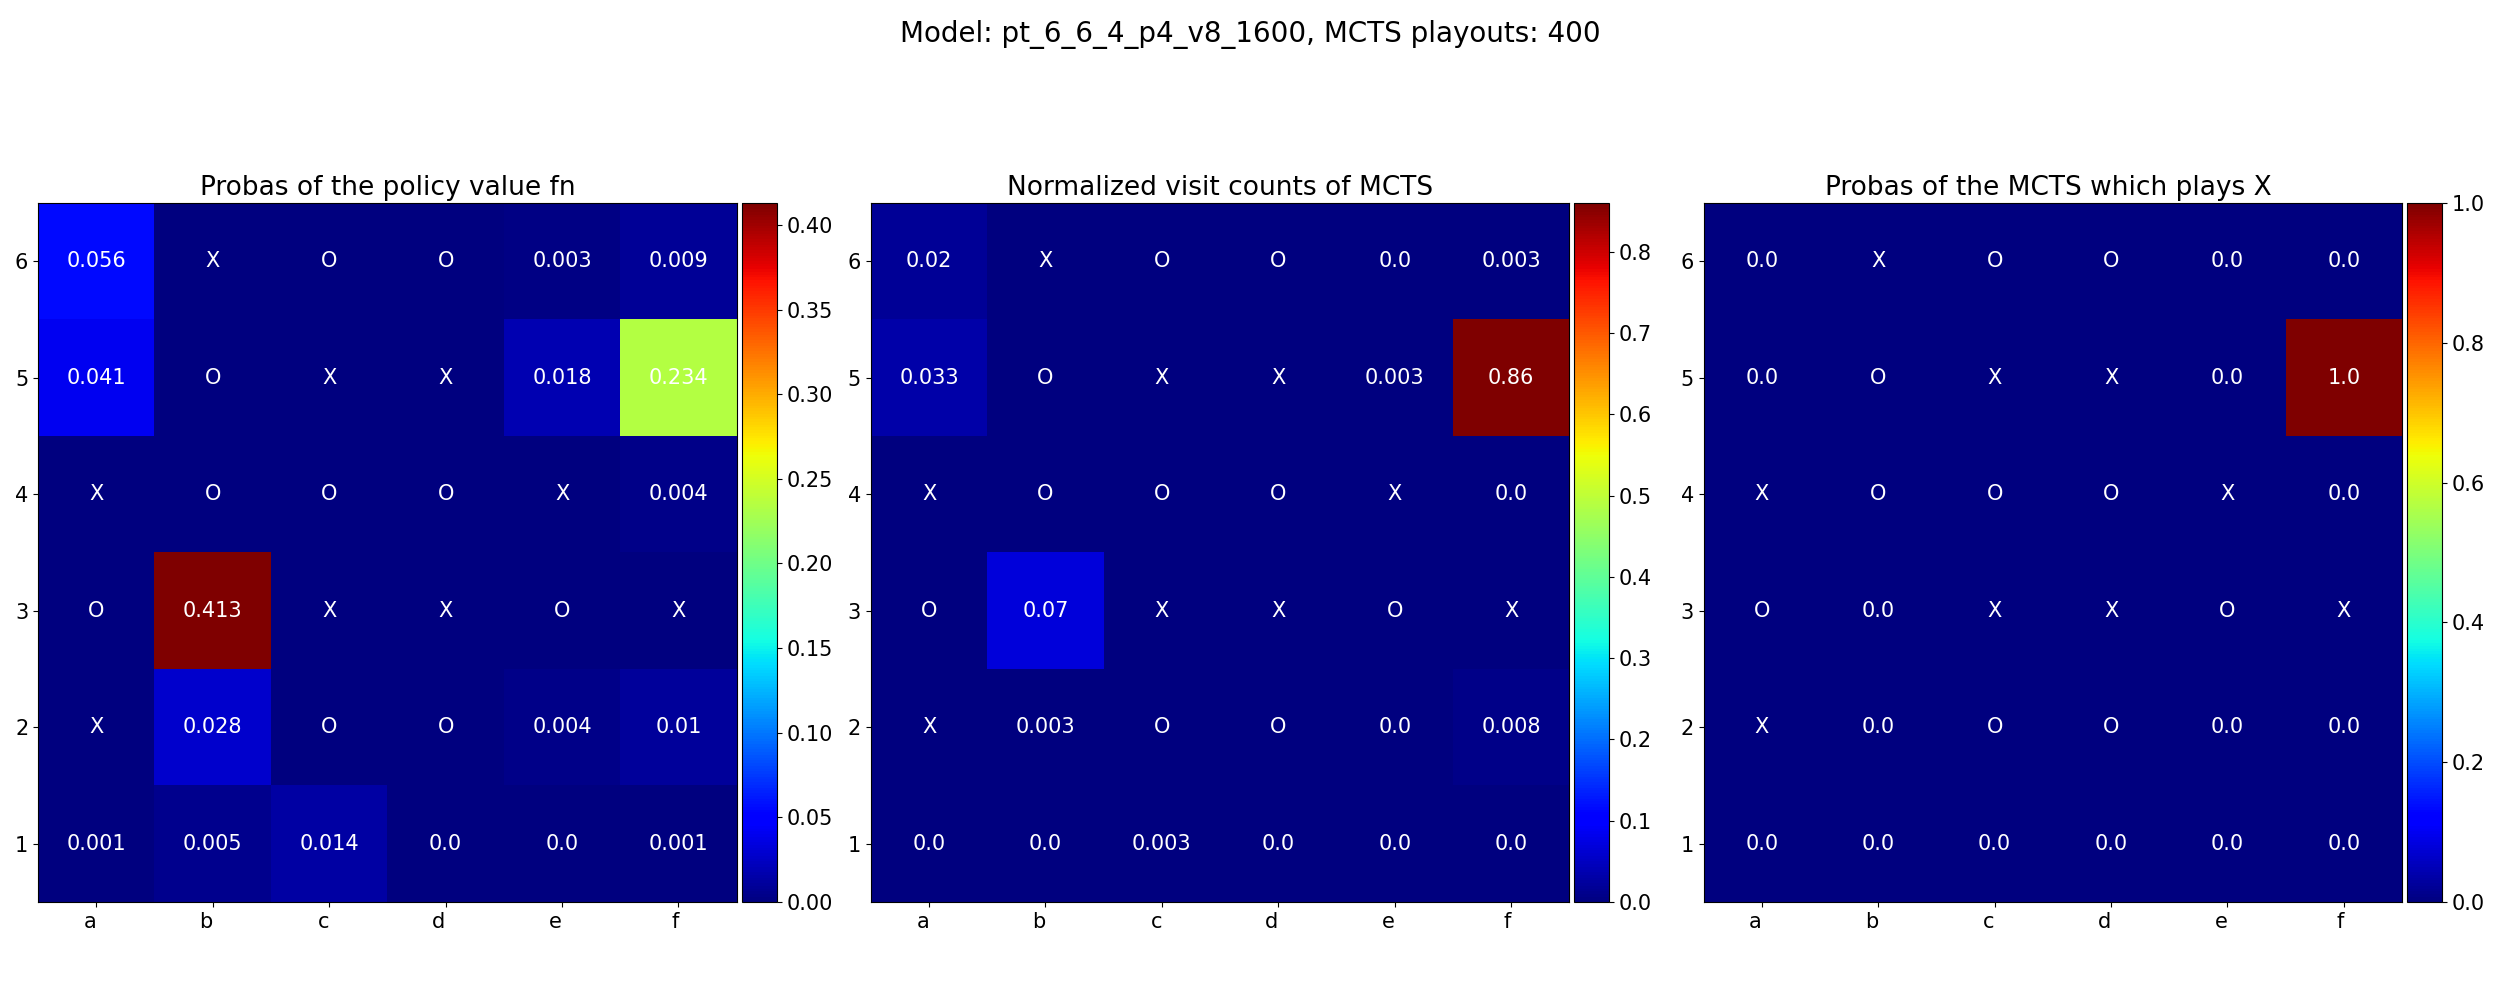 Model: pt_6_6_4_p4_v8_1600, MCTS playouts: 400
Probas of the policy value fn
6 0.056 X O O 0.003 0.009
5 0.041 O X X 0.018 0.234
4 X O O O X 0.004
3 O 0.413 X X O X
2 X 0.028 O O 0.004 0.01
1 0.001 0.005 0.014 0.0 0.0 0.001
a b c d e f
0.40
0.35
0.30
0.25
0.20
0.15
0.10
0.05
0.00
Normalized visit counts of MCTS
6 0.02 X O O 0.0 0.003
5 0.033 O X X 0.003 0.86
4 X O O O X 0.0
3 O 0.07 X X O X
2 X 0.003 O O 0.0 0.008
1 0.0 0.0 0.003 0.0 0.0 0.0
a b c d e f
0.8
0.7
0.6
0.5
0.4
0.3
0.2
0.1
0.0
Probas of the MCTS which plays X
6 0.0 X O O 0.0 0.0
5 0.0 O X X 0.0 1.0
4 X O O O X 0.0
3 O 0.0 X X O X
2 X 0.0 O O 0.0 0.0
1 0.0 0.0 0.0 0.0 0.0 0.0
a b c d e f
1.0
0.8
0.6
0.4
0.2
0.0